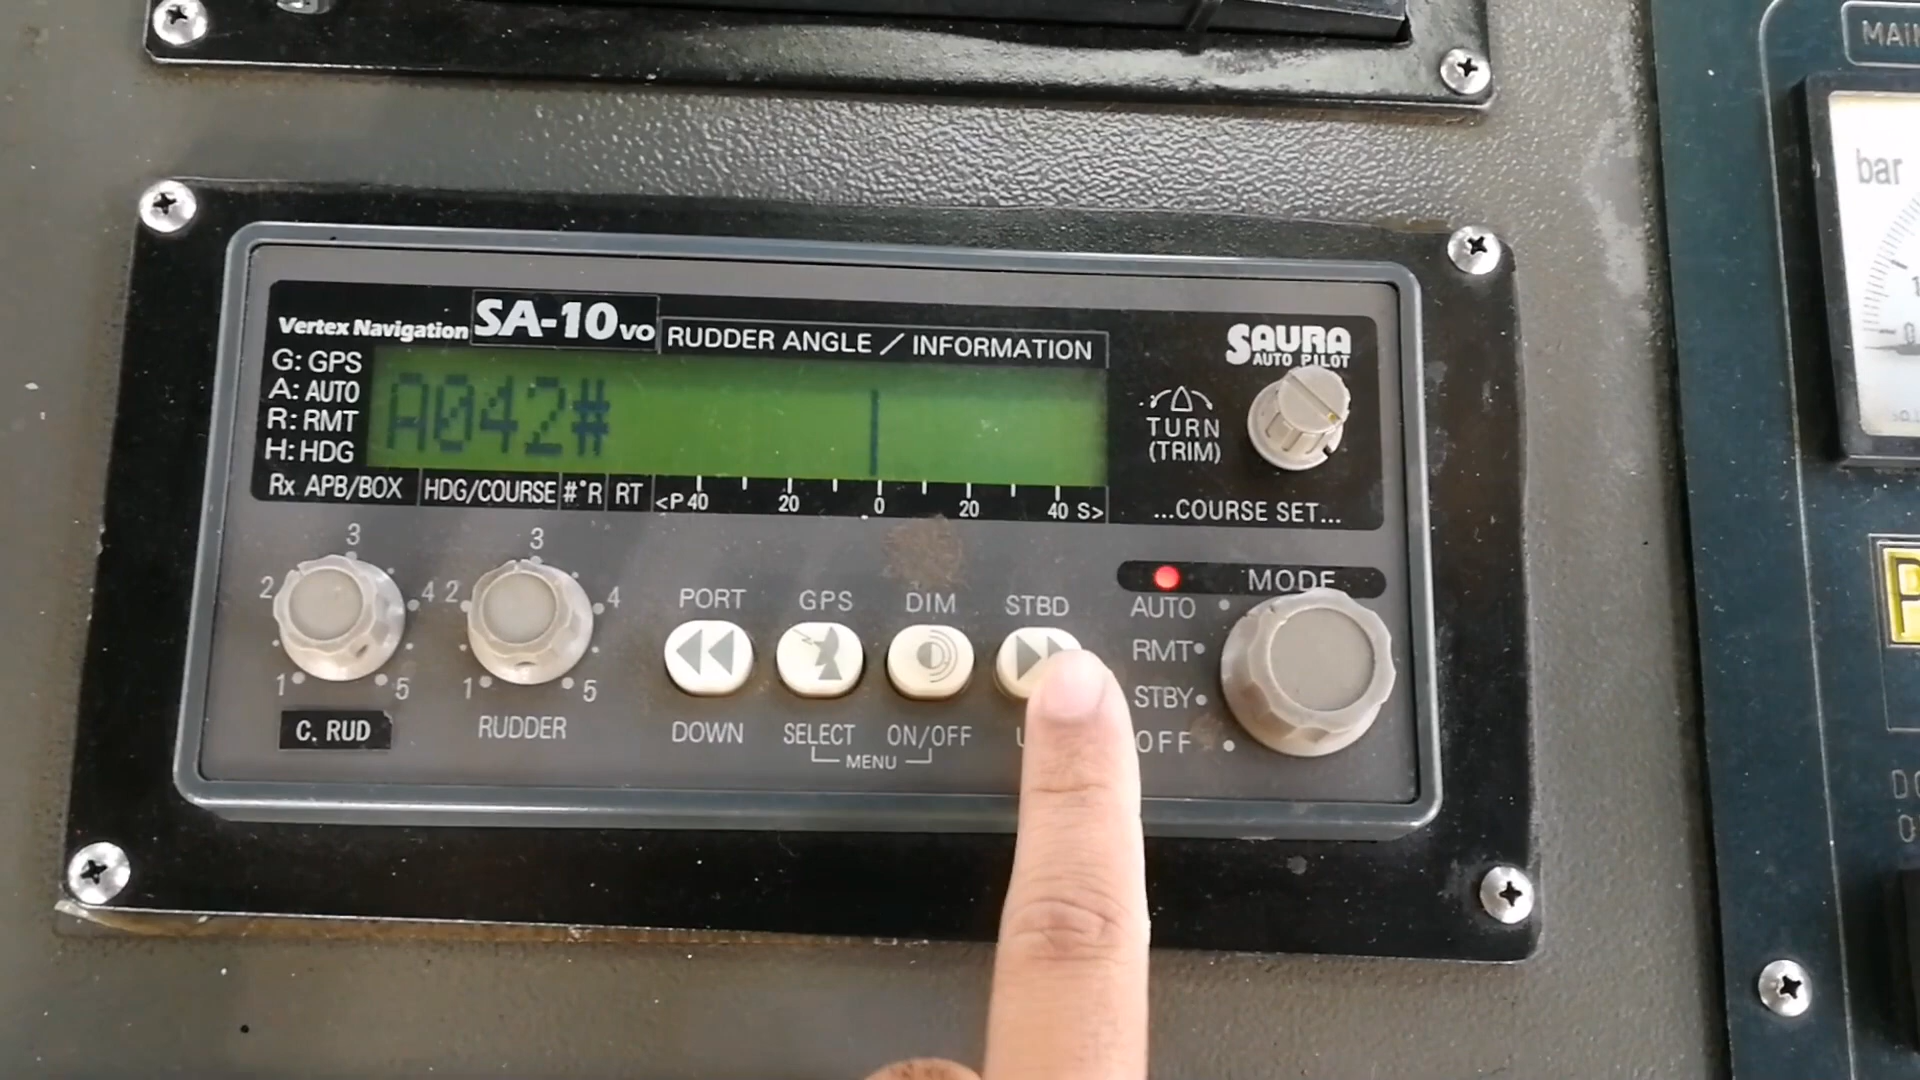 MAIN
bar
0
Vertex Navigation SA-10VO RUDDER ANGLE / INFORMATION
SAURA
AUTO PILOT
G: GPS
A: AUTO
R: RMT
H: HDG
A042#
TURN
(TRIM)
Rx APB/BOX HDG/COURSE #°R RT <P 40 20 0 20 40 S>
...COURSE SET...
1 2 3 4 5
C. RUD
1 2 3 4 5
RUDDER
PORT GPS DIM STBD
DOWN SELECT ON/OFF
MENU
MODE
AUTO
RMT
STBY
OFF